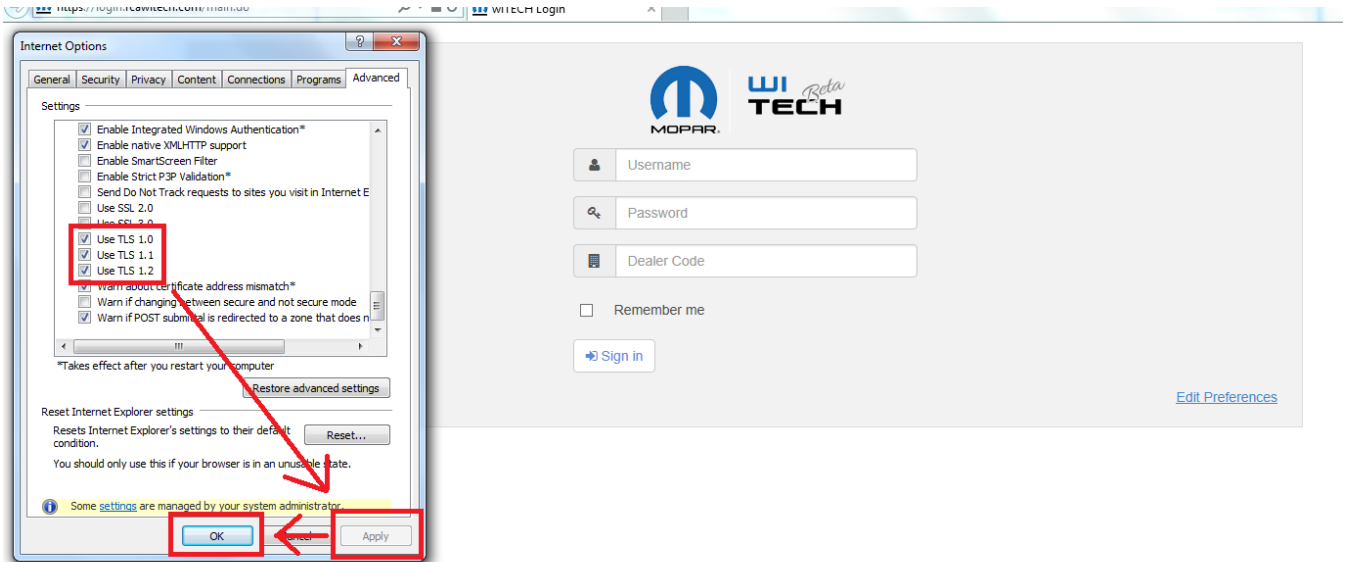 https://login.fcawitech.com/main.do
wiTECH Login
Internet Options
General Security Privacy Content Connections Programs Advanced
Settings
Enable Integrated Windows Authentication*
Enable native XMLHTTP support
Enable SmartScreen Filter
Enable Strict P3P Validation*
Send Do Not Track requests to sites you visit in Internet E
Use SSL 2.0
Use SSL 3.0
Use TLS 1.0
Use TLS 1.1
Use TLS 1.2
Warn about certificate address mismatch*
Warn if changing between secure and not secure mode
Warn if POST submittal is redirected to a zone that does n
*Takes effect after you restart your computer
Restore advanced settings
Reset Internet Explorer settings
Resets Internet Explorer's settings to their default
condition.
Reset...
You should only use this if your browser is in an unusable state.
Some settings are managed by your system administrator.
OK Cancel Apply
MOPAR.
WI Beta
TECH
Username
Password
Dealer Code
Remember me
Sign in
Edit Preferences